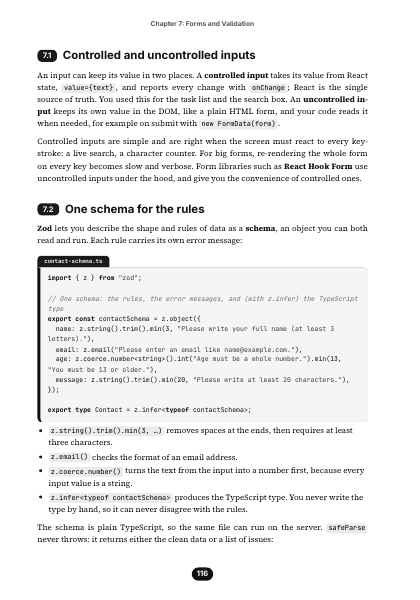 Chapter 7: Forms and Validation
7.1 Controlled and uncontrolled inputs
An input can keep its value in two places. A controlled input takes its value from React
state, value={text}, and reports every change with onChange; React is the single
source of truth. You used this for the task list and the search box. An uncontrolled in-
put keeps its own value in the DOM, like a plain HTML form, and your code reads it
when needed, for example on submit with new FormData(form).
Controlled inputs are simple and are right when the screen must react to every key-
stroke: a live search, a character counter. For big forms, re-rendering the whole form
on every key becomes slow and verbose. Form libraries such as React Hook Form use
uncontrolled inputs under the hood, and give you the convenience of controlled ones.
7.2 One schema for the rules
Zod lets you describe the shape and rules of data as a schema, an object you can both
read and run. Each rule carries its own error message:
contact-schema.ts
import { z } from "zod";
// One schema: the rules, the error messages, and (with z.infer) the TypeScript
type
export const contactSchema = z.object({
name: z.string().trim().min(3, "Please write your full name (at least 3
letters)."),
email: z.email("Please enter an email like name@example.com."),
age: z.coerce.number<string>().int("Age must be a whole number.").min(13,
"You must be 13 or older."),
message: z.string().trim().min(20, "Please write at least 20 characters."),
});
export type Contact = z.infer<typeof contactSchema>;
• z.string().trim().min(3, …) removes spaces at the ends, then requires at least
three characters.
• z.email() checks the format of an email address.
• z.coerce.number() turns the text from the input into a number first, because every
input value is a string.
• z.infer<typeof contactSchema> produces the TypeScript type. You never write the
type by hand, so it can never disagree with the rules.
The schema is plain TypeScript, so the same file can run on the server. safeParse
never throws: it returns either the clean data or a list of issues:
116